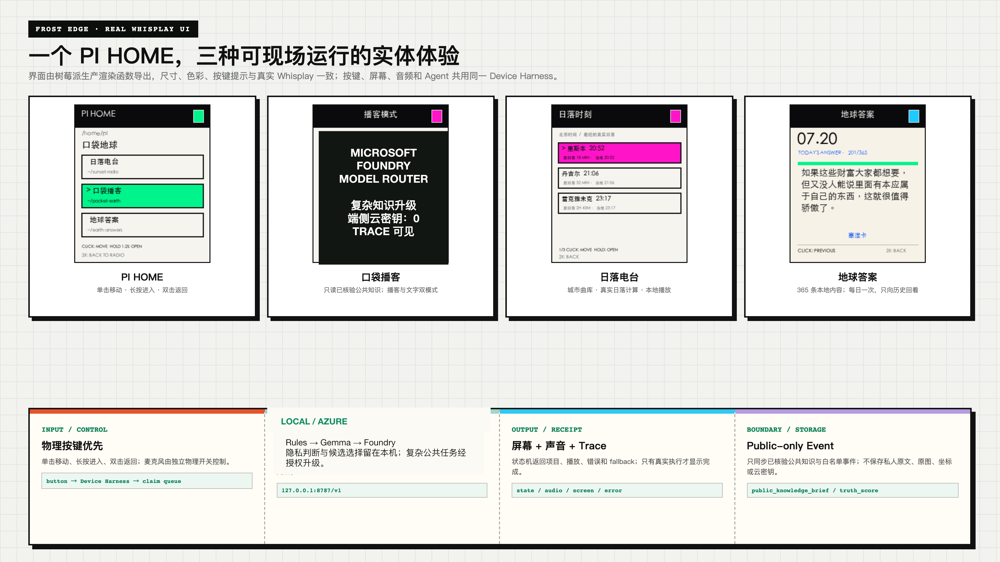 FROST EDGE · REAL WHISPLAY UI
一个 PI HOME，三种可现场运行的实体体验
界面由树莓派生产渲染函数导出，尺寸、色彩、按键提示与真实 Whisplay 一致；按键、屏幕、音频和 Agent 共用同一 Device Harness。
PI HOME
/home/pi
口袋地球
日落电台
~/sunset-radio
> 口袋播客
~/pocket-earth
地球答案
~/earth-answers
CLICK: MOVE HOLD 1.2S: OPEN
2X: BACK TO RADIO
PI HOME
单击移动 · 长按进入 · 双击返回
播客模式
MICROSOFT
FOUNDRY
MODEL ROUTER
复杂知识升级
端侧云密钥：0
TRACE 可见
口袋播客
只读已核验公共知识；播客与文字双模式
日落时刻
北京时间 / 最近的真实日落
> 里斯本 20:52
距日落 18 MIN · 当地 20:52
丹吉尔 21:06
距日落 32 MIN · 当地 21:06
雷克雅未克 23:17
距日落 2H 43M · 当地 23:17
1/3 CLICK: MOVE HOLD: OPEN
2X: BACK
日落电台
城市曲库 · 真实日落计算 · 本地播放
地球答案
07.20
TODAY'S ANSWER · 201/365
如果这些财富大家都想要，
但又没人能说里面有本应属
于自己的东西，这就很值得
骄傲了。
塞涅卡
CLICK: PREVIOUS 2X: BACK
地球答案
365 条本地内容；每日一次，只向历史回看
INPUT / CONTROL
物理按键优先
单击移动、长按进入、双击返回；麦克风由独立物理开关控制。
button → Device Harness → claim queue
LOCAL / AZURE
Rules → Gemma → Foundry
隐私判断与候选选择留在本机；复杂公共任务经
授权升级。
127.0.0.1:8787/v1
OUTPUT / RECEIPT
屏幕 + 声音 + Trace
状态机返回项目、播放、错误和 fallback；只有真实执行才显示完
成。
state / audio / screen / error
BOUNDARY / STORAGE
Public-only Event
只同步已核验公共知识与白名单事件；不保存私人原文、原图、坐标
或云密钥。
public_knowledge_brief / truth_score